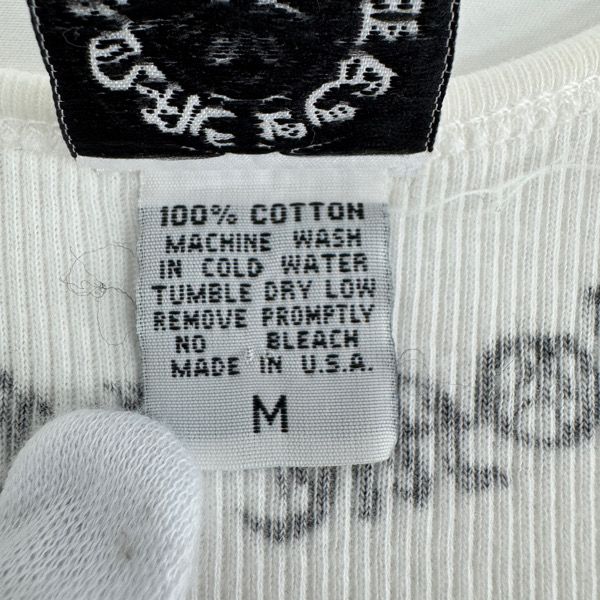 100% COTTON
MACHINE WASH
IN COLD WATER
TUMBLE DRY LOW
REMOVE PROMPTLY
NO BLEACH
MADE IN U.S.A.
M